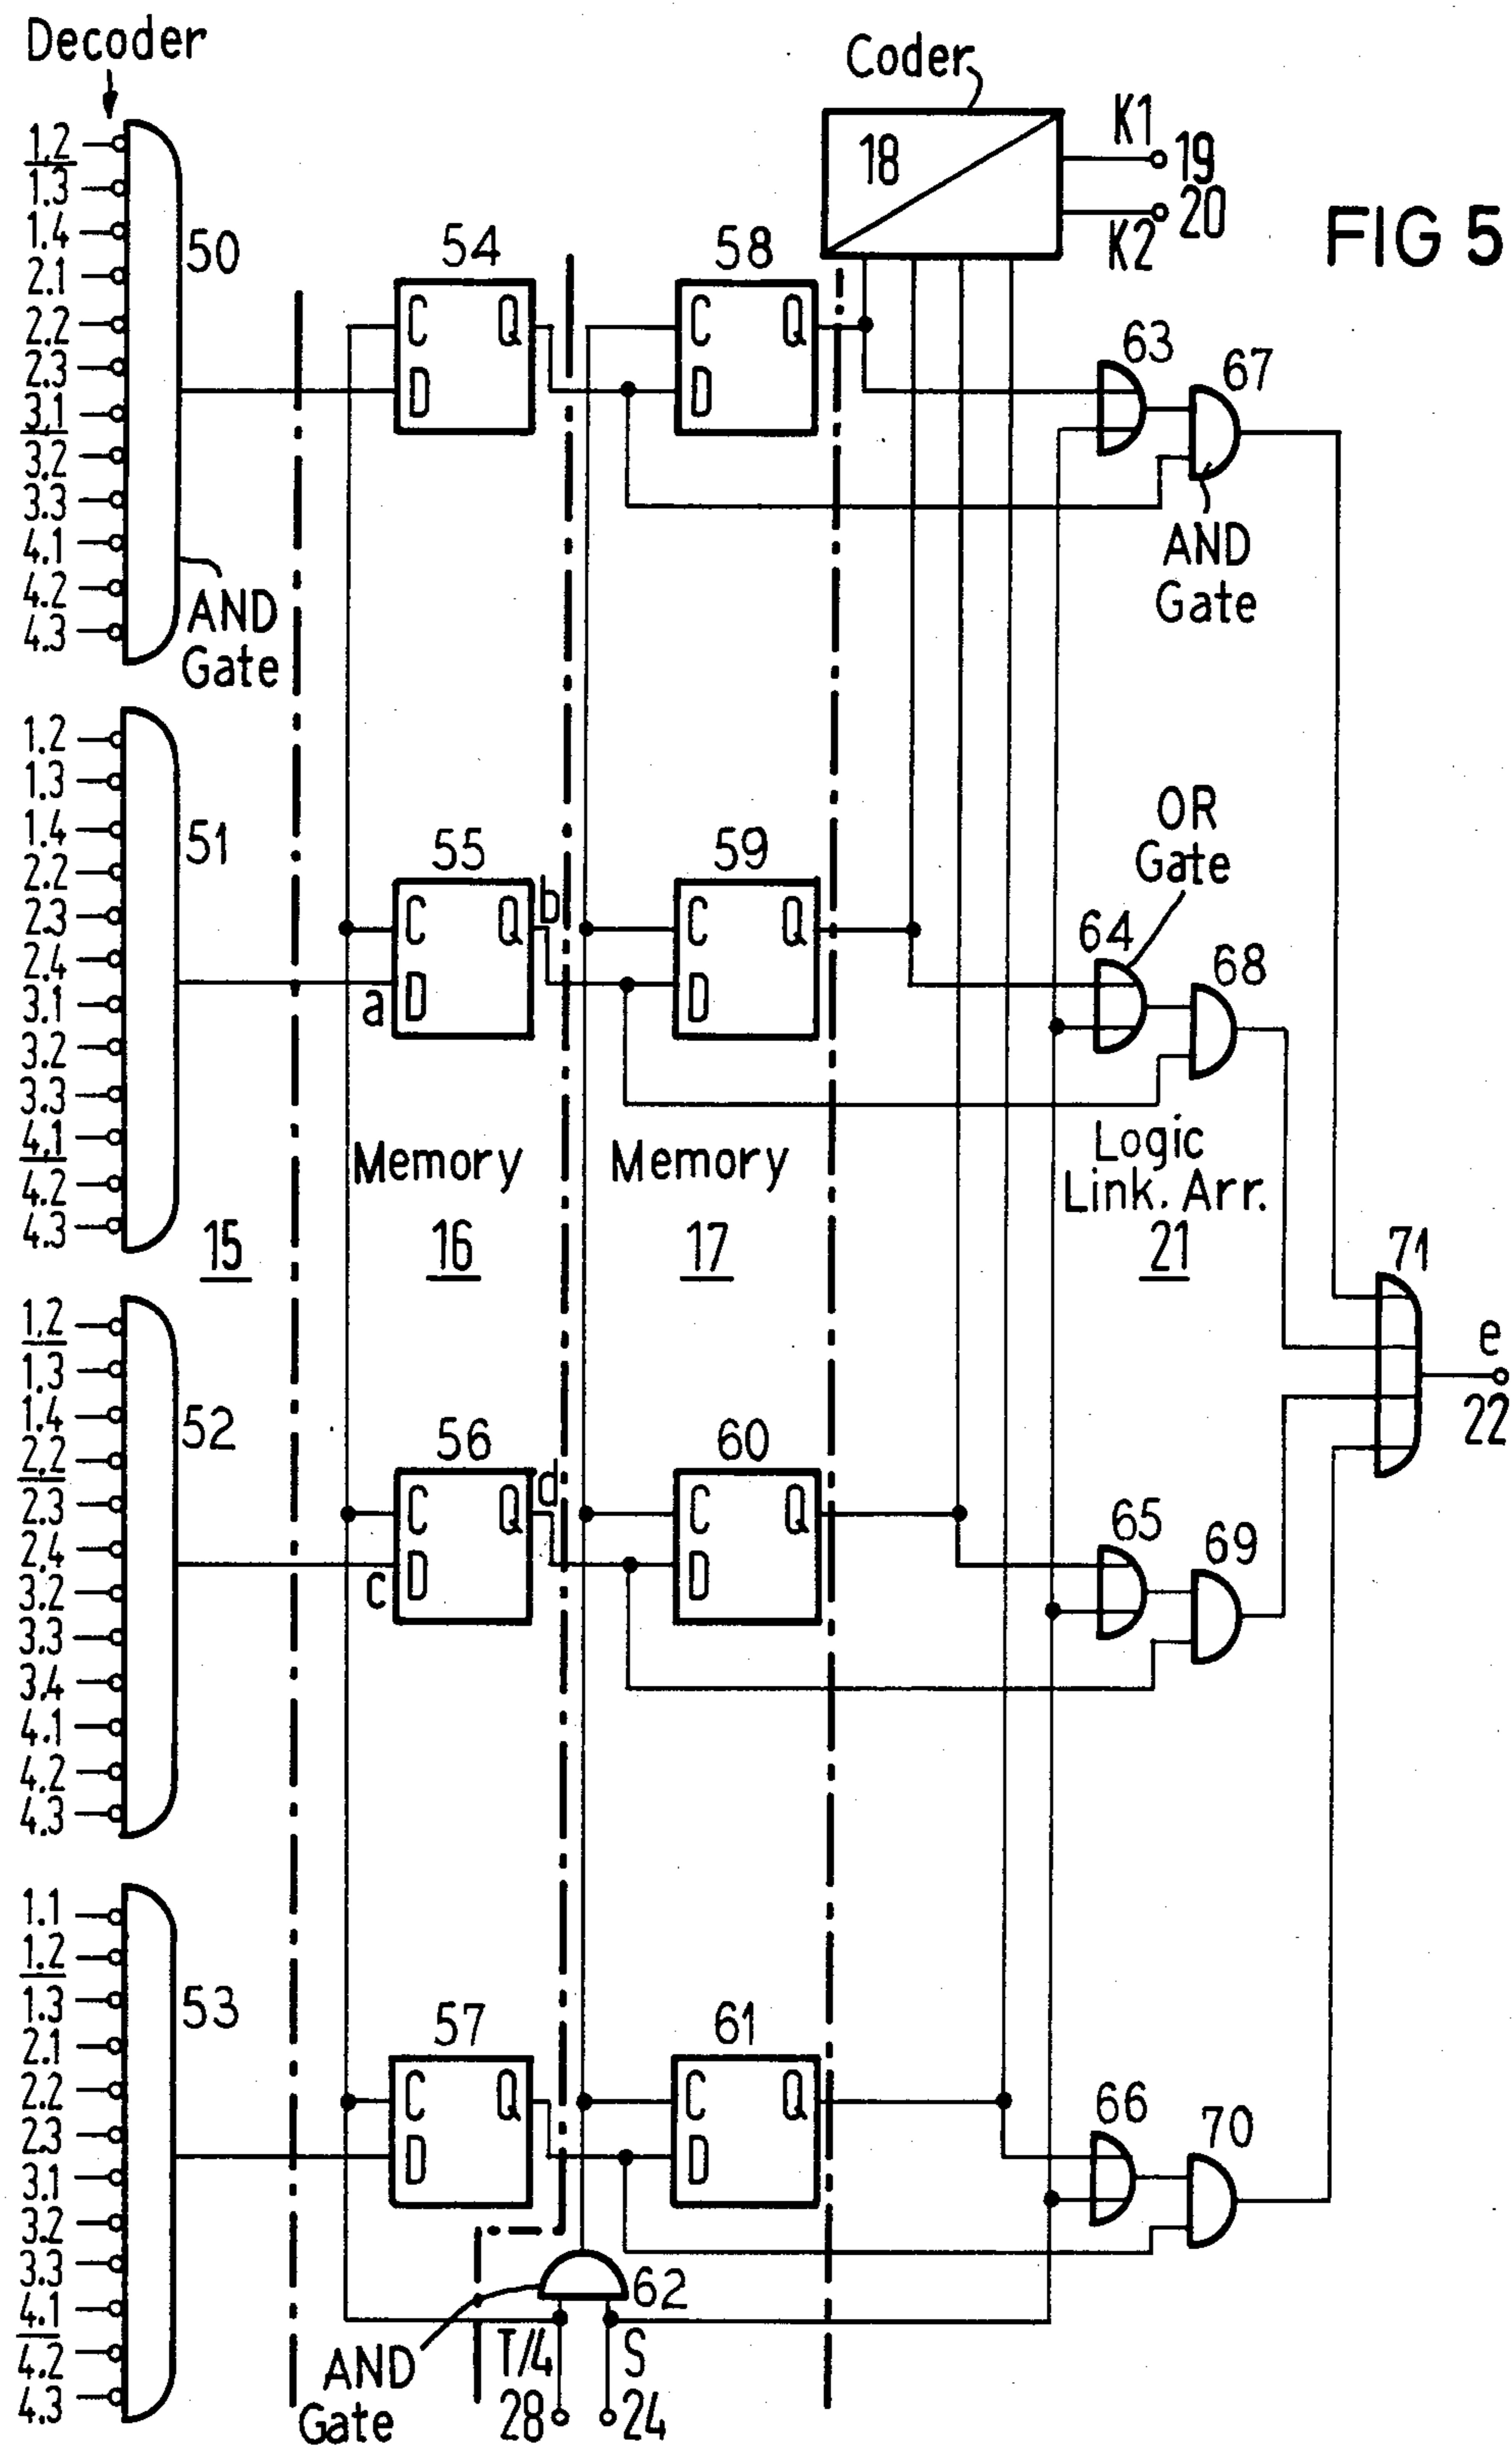 Decoder
Coder
18
K1
19
K2
20
FIG 5
1.2
1.3
1.4
2.1
2.2
2.3
3.1
3.2
3.3
4.1
4.2
4.3
50
AND
Gate
54
C
Q
D
58
C
Q
D
63
67
AND
Gate
1.2
1.3
1.4
2.2
2.3
2.4
3.1
3.2
3.3
4.1
4.2
4.3
51
15
55
C
Q
D
a
b
59
C
Q
D
OR
Gate
64
68
Memory
16
Memory
17
Logic
Link. Arr.
21
71
e
22
1.2
1.3
1.4
2.2
2.3
2.4
3.2
3.3
3.4
4.1
4.2
4.3
52
56
C
Q
D
c
d
60
C
Q
D
65
69
1.1
1.2
1.3
2.1
2.2
2.3
3.1
3.2
3.3
4.1
4.2
4.3
53
57
C
Q
D
61
C
Q
D
66
70
62
AND
Gate
T/4
28
S
24